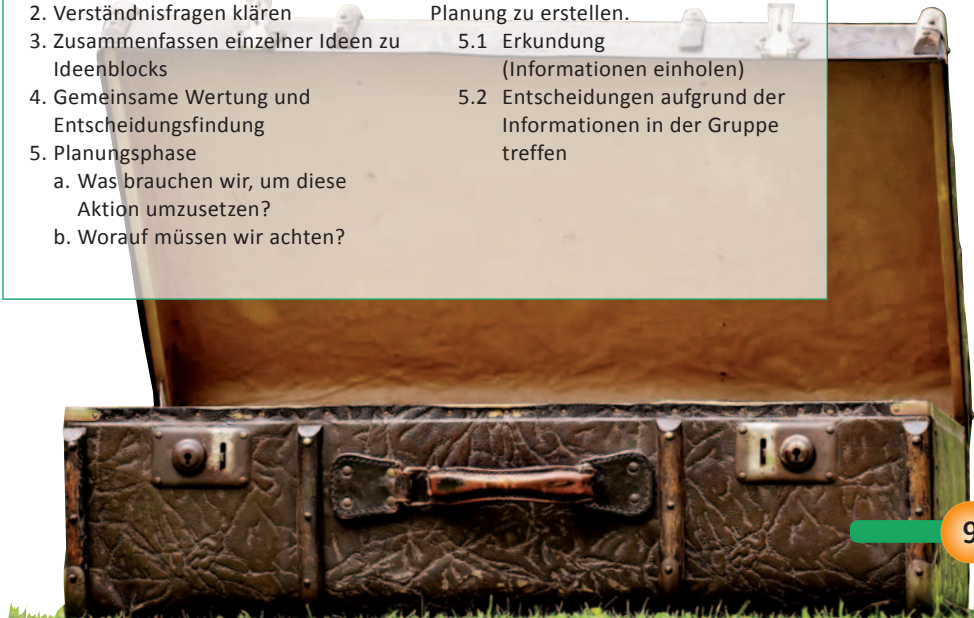 2. Verständnisfragen klären
3. Zusammenfassen einzelner Ideen zu
Ideenblocks
4. Gemeinsame Wertung und
Entscheidungsfindung
5. Planungsphase
a. Was brauchen wir, um diese
Aktion umzusetzen?
b. Worauf müssen wir achten?
Planung zu erstellen.
5.1 Erkundung
(Informationen einholen)
5.2 Entscheidungen aufgrund der
Informationen in der Gruppe
treffen
9